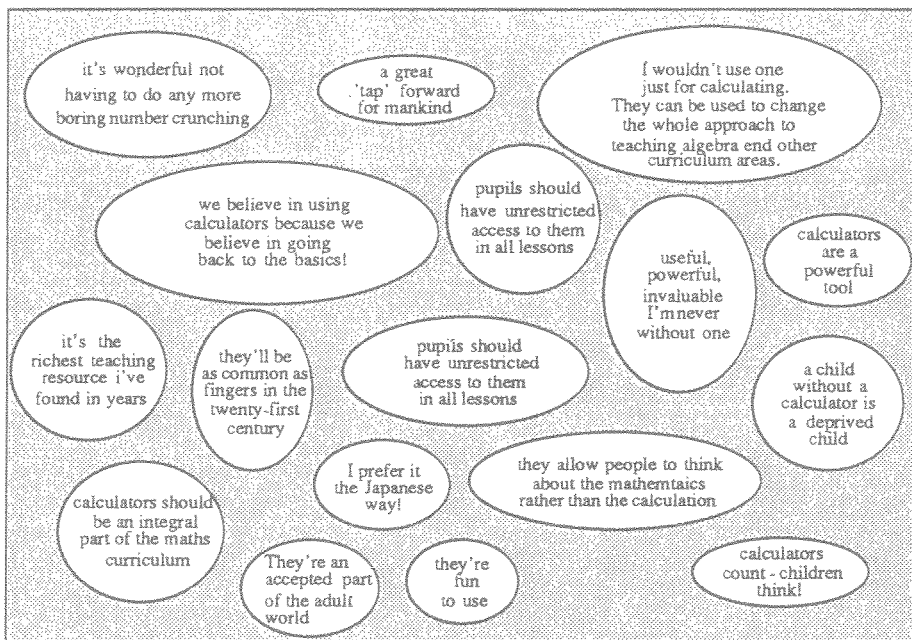 it's wonderful not
having to do any more
boring number crunching
a great
.'tap' forward
for mankind
I wouldn't use one
just for calculating.
They can be used to change
the whole approach to
teaching algebra end other
curriculum areas.
we believe in using
calculators because we
believe in going
back to the basics!
pupils should
have unrestricted
access to them
in all lessons
useful,
powerful,
invaluable
I'm never
without one
calculators
are a
powerful
tool
it's the
richest teaching
resource i've
found in years
they'll be
as common as
fingers in the
twenty-first
century
pupils should
have unrestricted
access to them
in all lessons
a child
without a
calculator is
a deprived
child
I prefer it
the Japanese
way!
they allow people to think
about the mathemtaics
rather than the calculation
calculators should
be an integral
part of the maths
curriculum
They're an
accepted part
of the adult
world
they're
fun
to use
calculators
count - children
think!